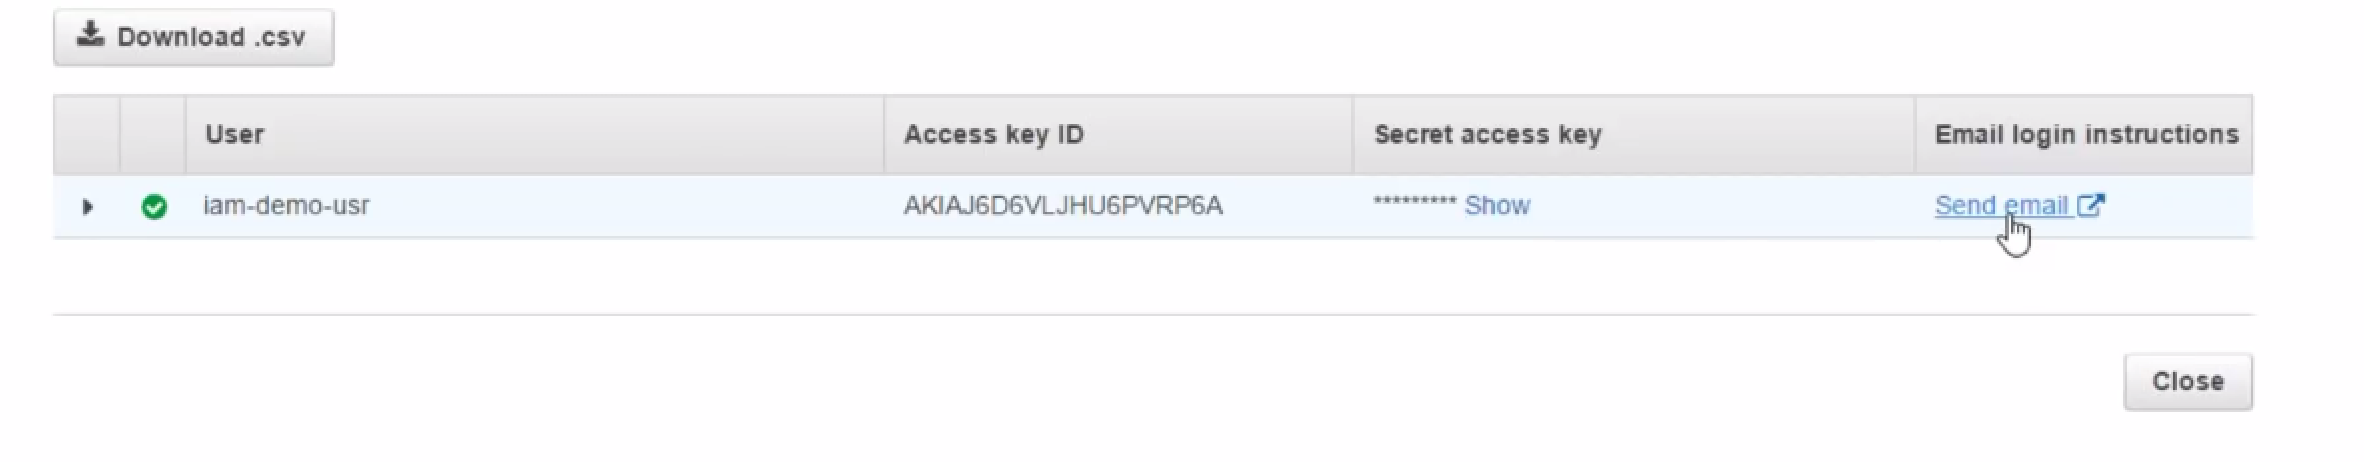 Download .csv
User Access key ID Secret access key Email login instructions
iam-demo-usr AKIAJ6D6VLJHU6PVRP6A ********* Show Send email
Close